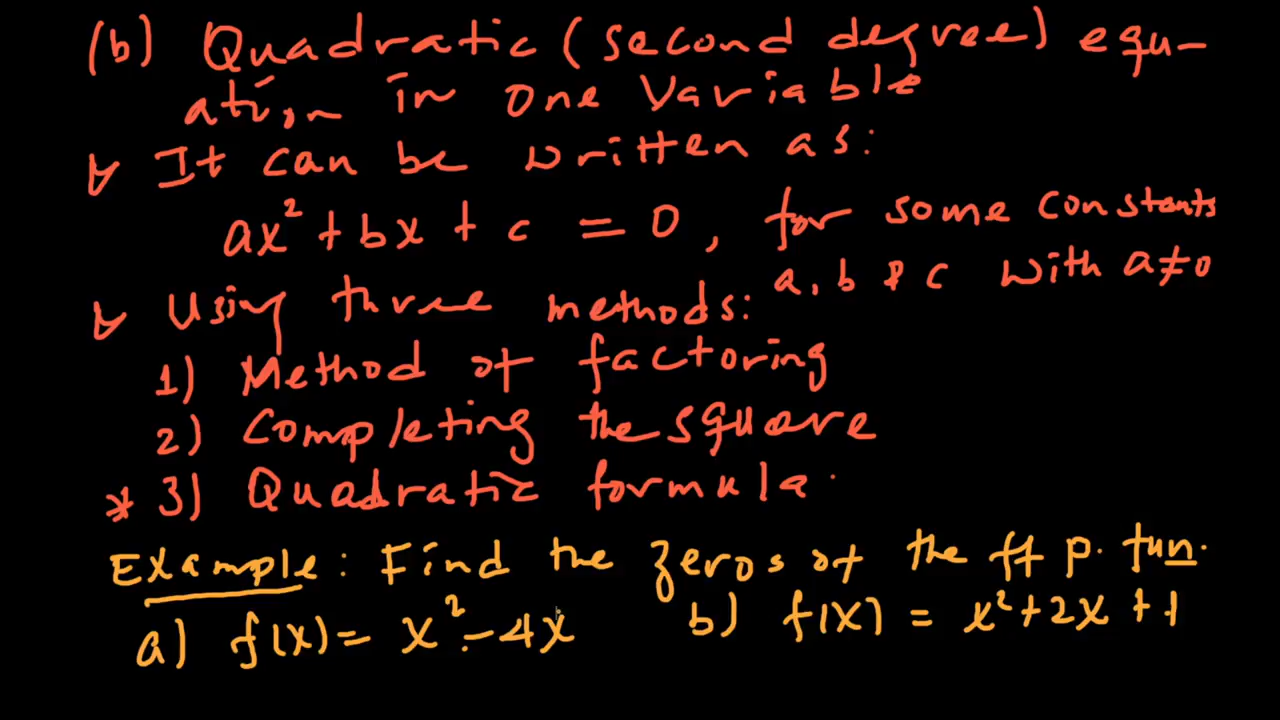 (b) Quadratic (second degree) equ-
ation in one variable
It can be written as:
ax² + bx + c = 0, for some constants
a, b & c with a≠0
Using three methods:
1) Method of factoring
2) Completing the square
* 3) Quadratic formula.
Example: Find the zeros of the ff p. fun.
a) f(x) = x² - 4x b) f(x) = x² + 2x + 1